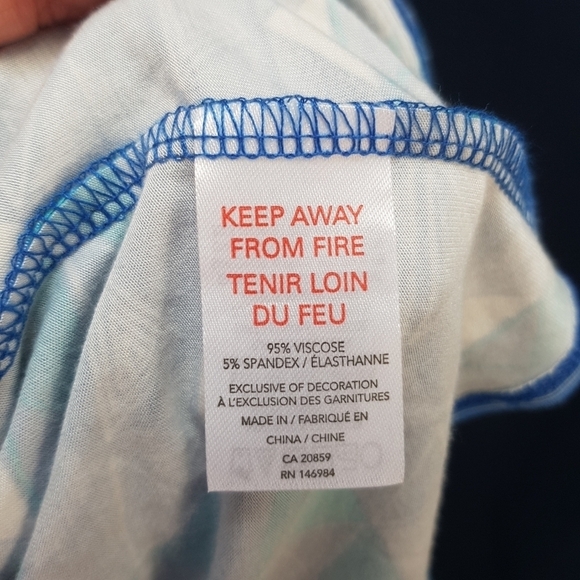 KEEP AWAY
FROM FIRE
TENIR LOIN
DU FEU
95% VISCOSE
5% SPANDEX / ÉLASTHANNE
EXCLUSIVE OF DECORATION
À L'EXCLUSION DES GARNITURES
MADE IN / FABRIQUÉ EN
CHINA / CHINE
CA 20859
RN 146984